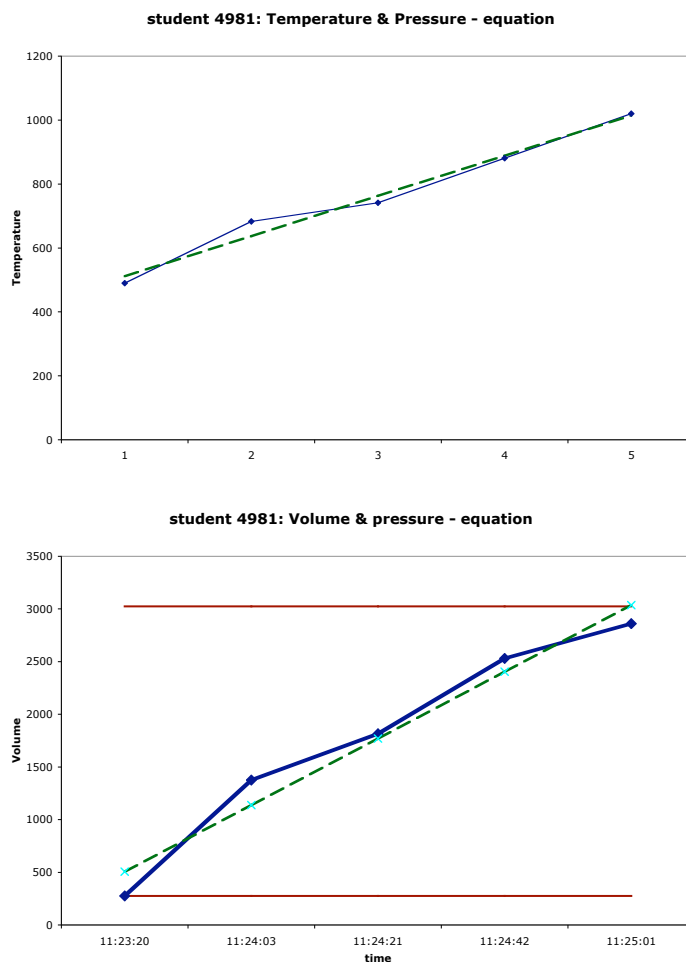 student 4981: Temperature & Pressure - equation
1200
1000
800
600
400
200
0
Temperature
1 2 3 4 5
student 4981: Volume & pressure - equation
3500
3000
2500
2000
1500
1000
500
0
Volume
11:23:20 11:24:03 11:24:21 11:24:42 11:25:01
time